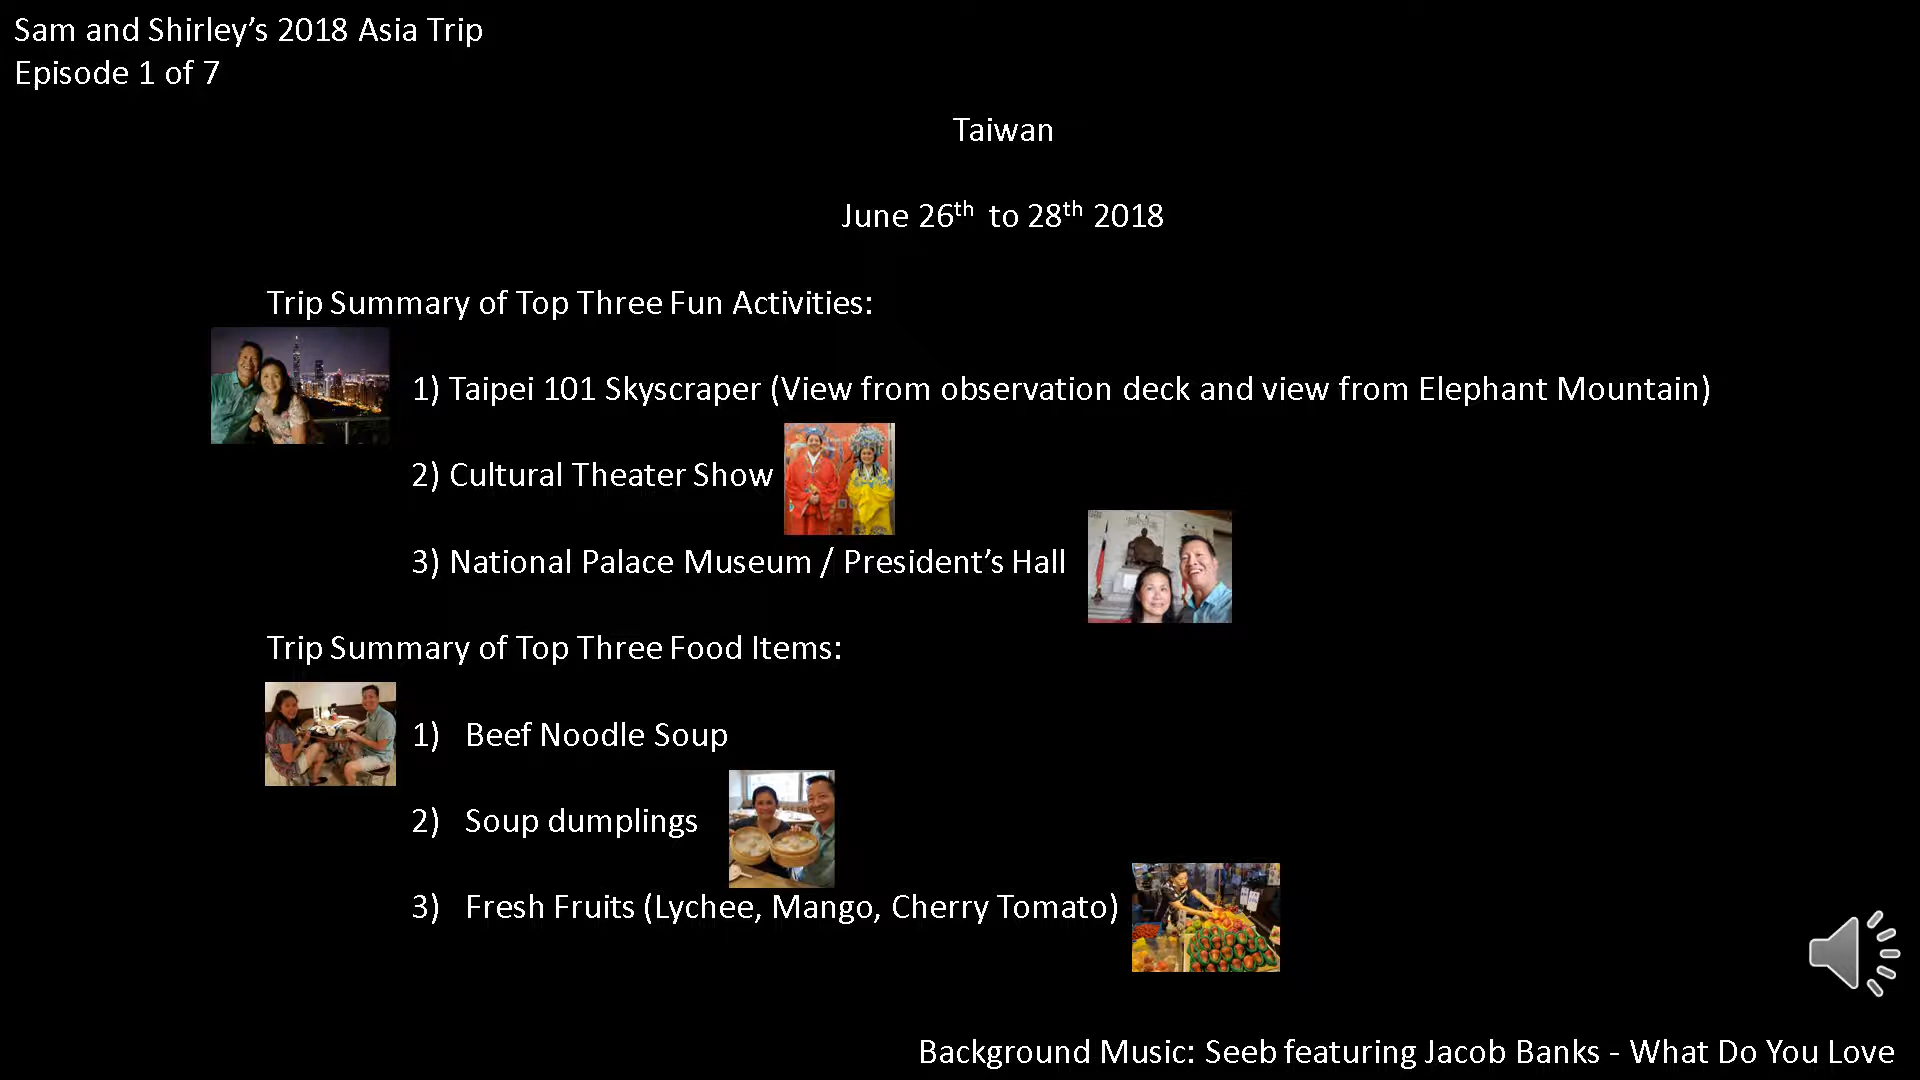 Sam and Shirley’s 2018 Asia Trip
Episode 1 of 7
Taiwan
June 26th to 28th 2018
Trip Summary of Top Three Fun Activities:
1) Taipei 101 Skyscraper (View from observation deck and view from Elephant Mountain)
2) Cultural Theater Show
3) National Palace Museum / President’s Hall
Trip Summary of Top Three Food Items:
1) Beef Noodle Soup
2) Soup dumplings
3) Fresh Fruits (Lychee, Mango, Cherry Tomato)
Background Music: Seeb featuring Jacob Banks - What Do You Love